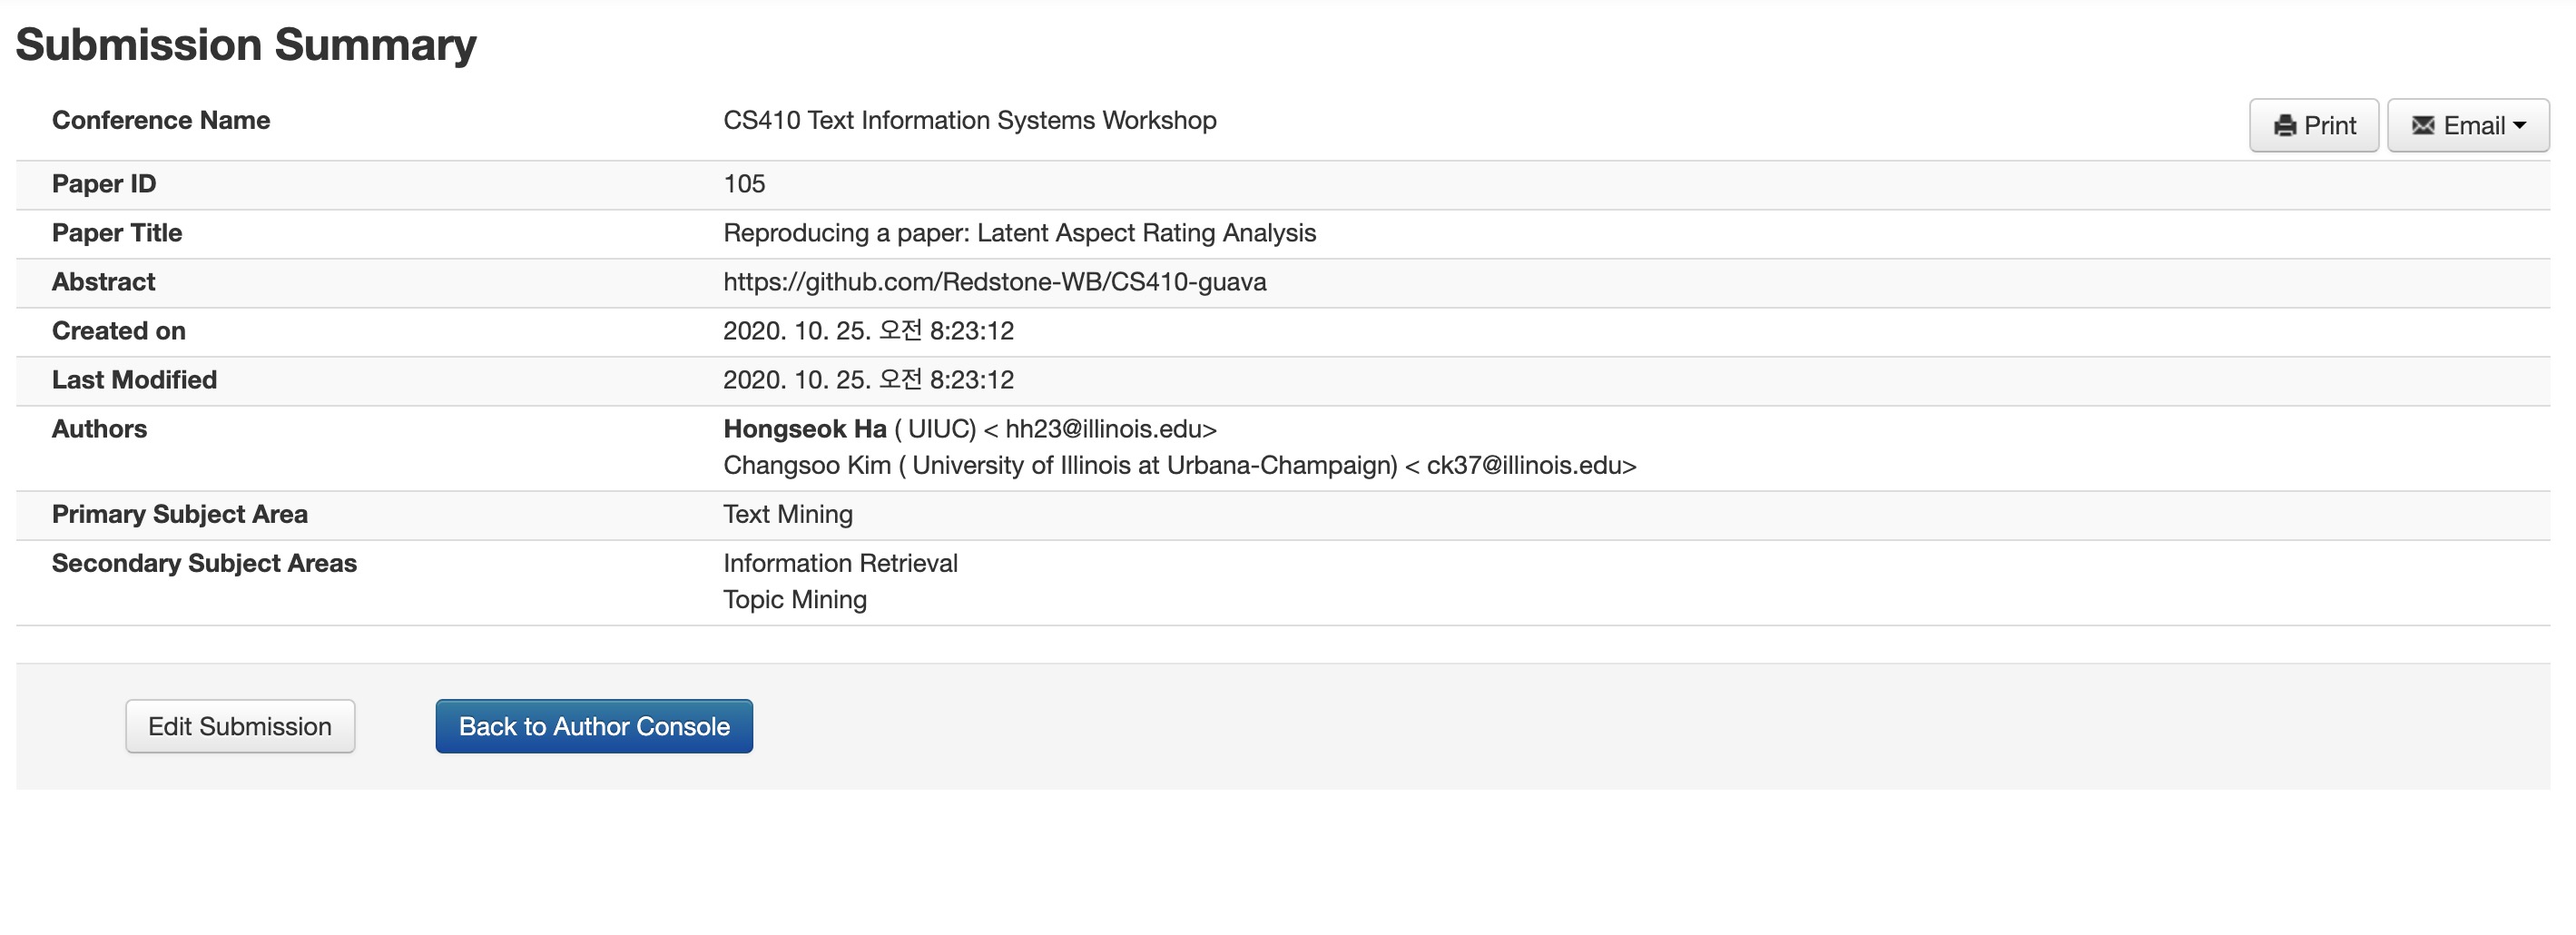 Submission Summary
Conference Name CS410 Text Information Systems Workshop Print Email
Paper ID 105
Paper Title Reproducing a paper: Latent Aspect Rating Analysis
Abstract https://github.com/Redstone-WB/CS410-guava
Created on 2020. 10. 25. 오전 8:23:12
Last Modified 2020. 10. 25. 오전 8:23:12
Authors Hongseok Ha ( UIUC) < hh23@illinois.edu>
Changsoo Kim ( University of Illinois at Urbana-Champaign) < ck37@illinois.edu>
Primary Subject Area Text Mining
Secondary Subject Areas Information Retrieval
Topic Mining
Edit Submission Back to Author Console